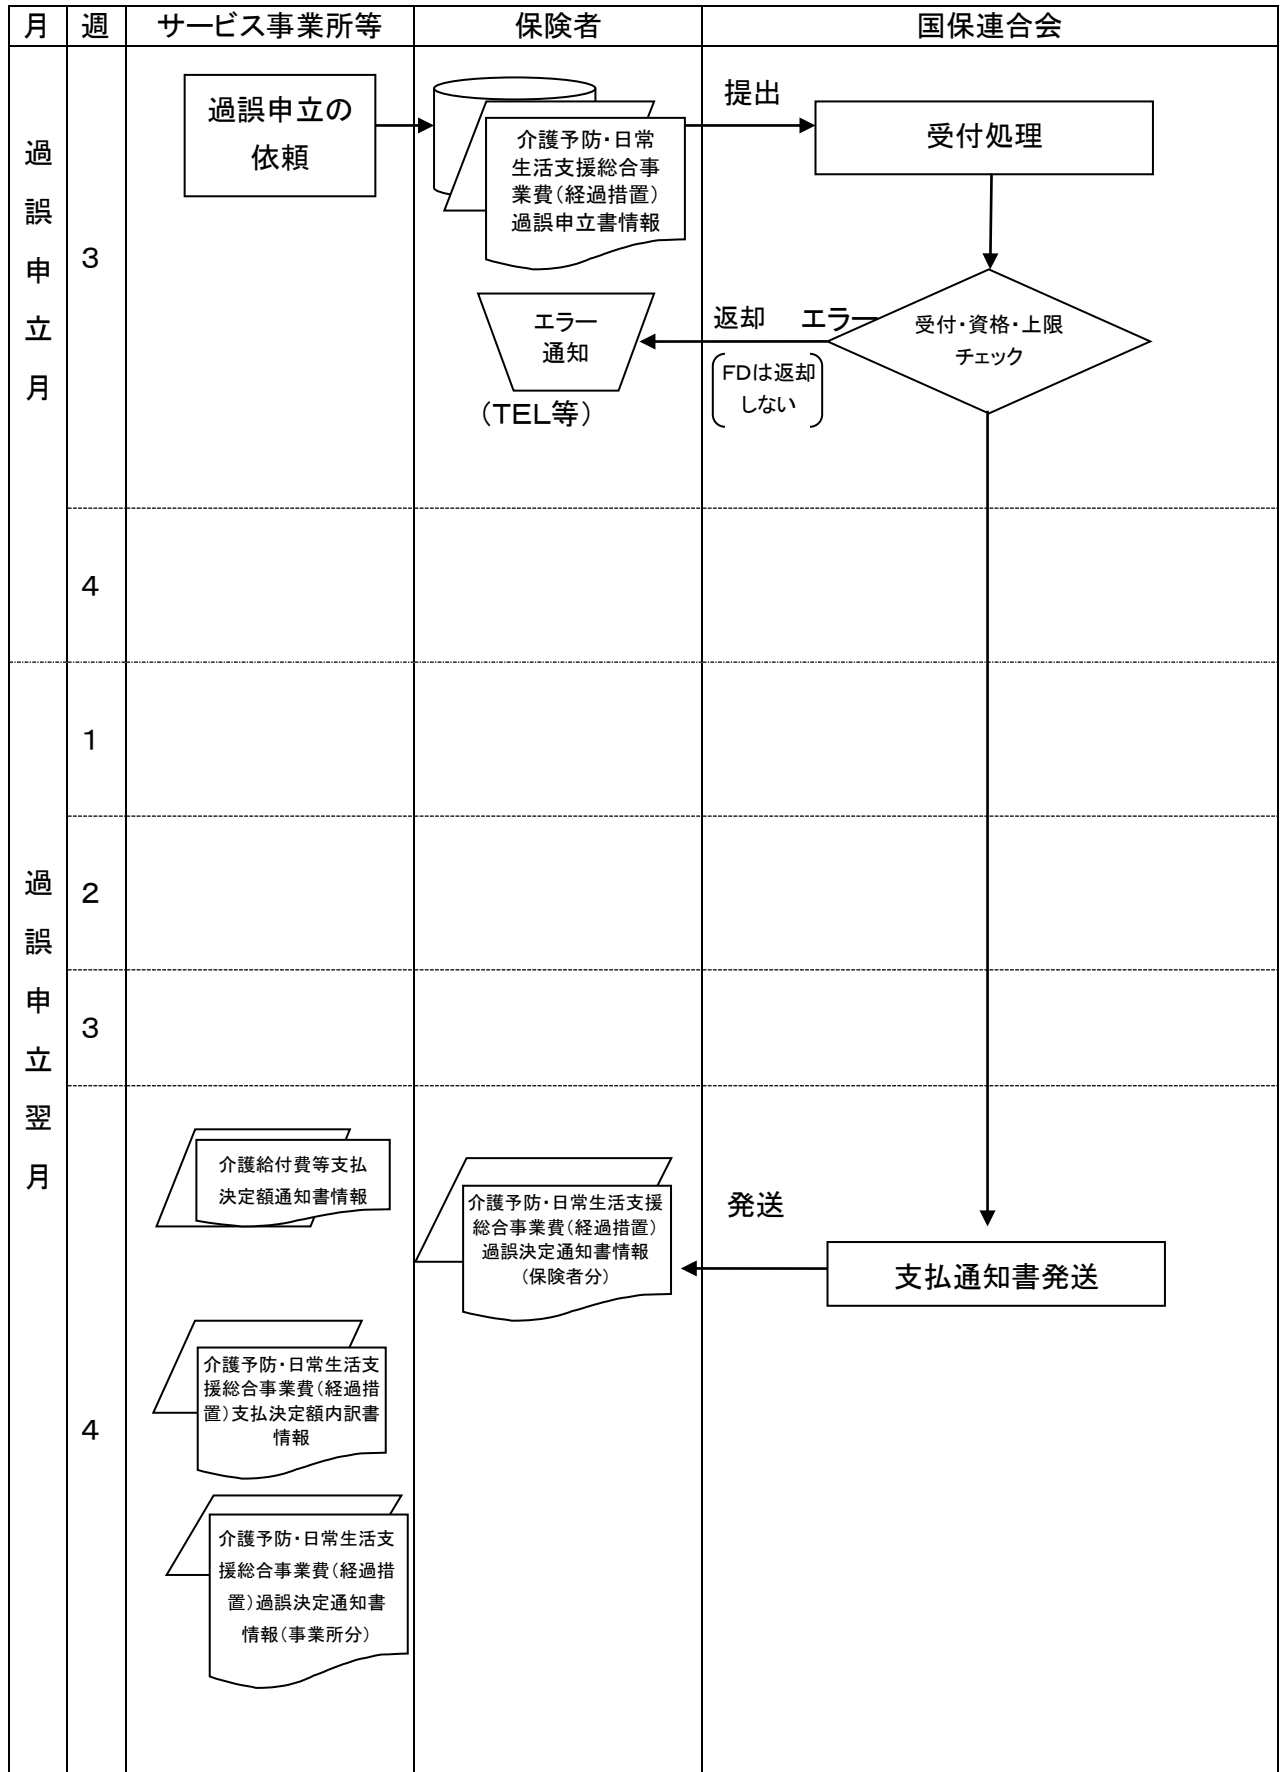 月 週 サービス事業所等 保険者 国保連合会
過誤申立月
3
過誤申立の
依頼
介護予防・日常
生活支援総合事
業費（経過措置）
過誤申立書情報
提出
受付処理
受付・資格・上限
チェック
エラー
返却
FDは返却
しない
エラー
通知
（TEL等）
4
過誤申立翌月
1
2
3
4
介護給付費等支払
決定額通知書情報
介護予防・日常生活支援
総合事業費（経過措置）
過誤決定通知書情報
（保険者分）
発送
支払通知書発送
介護予防・日常生活支
援総合事業費（経過措
置）支払決定額内訳書
情報
介護予防・日常生活支
援総合事業費（経過措
置）過誤決定通知書
情報（事業所分）